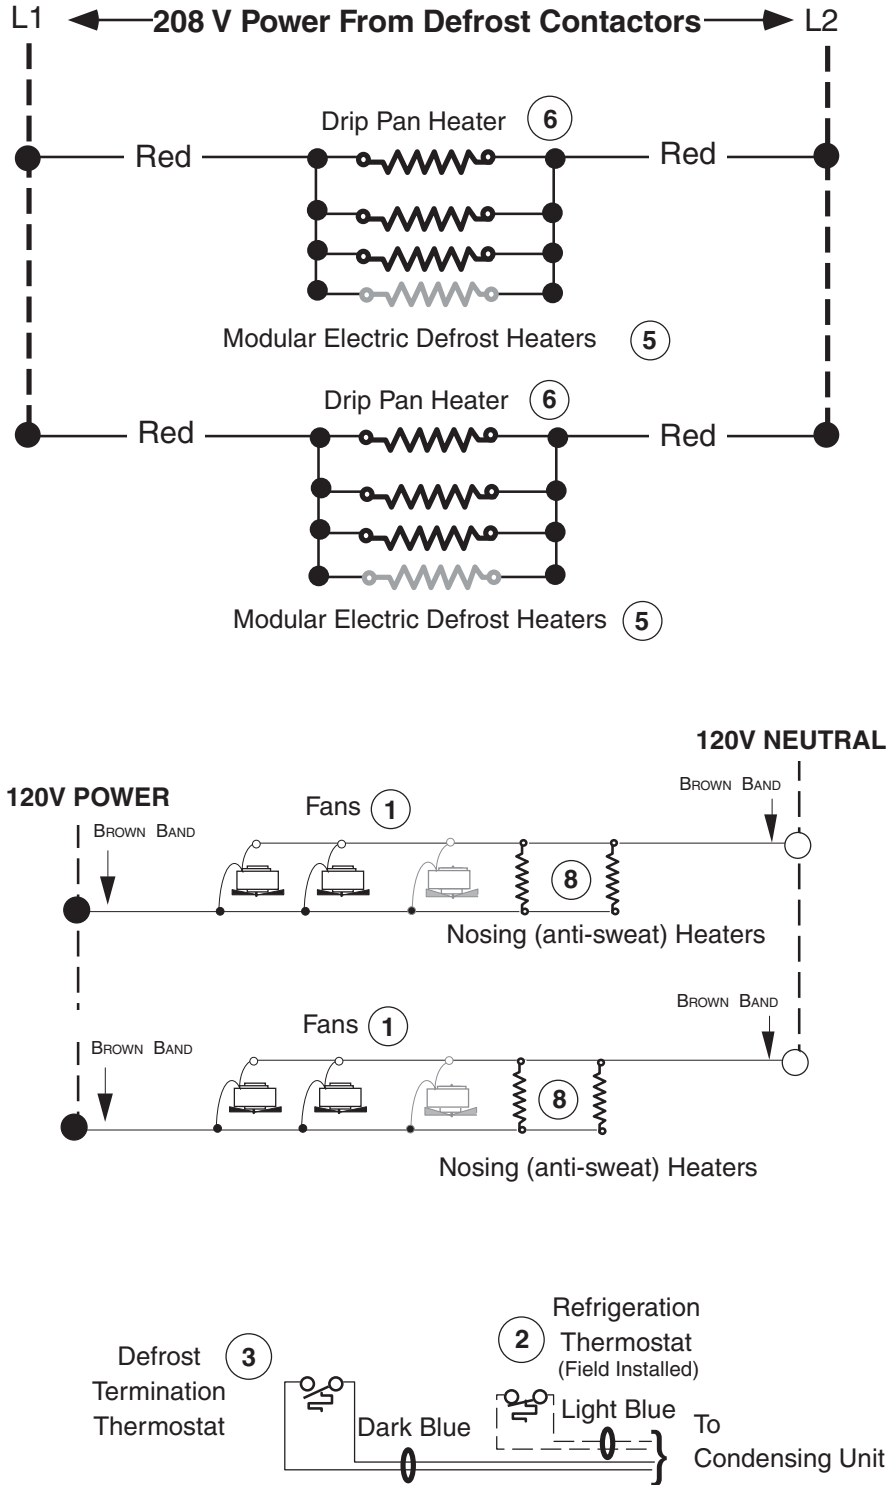 L1 208 V Power From Defrost Contactors L2
Drip Pan Heater 6
Red Red
Modular Electric Defrost Heaters 5
Drip Pan Heater 6
Red Red
Modular Electric Defrost Heaters 5
120V NEUTRAL
BROWN BAND
120V POWER
Fans 1
BROWN BAND
8
Nosing (anti-sweat) Heaters
BROWN BAND
Fans 1
BROWN BAND
8
Nosing (anti-sweat) Heaters
Refrigeration
2 Thermostat
(Field Installed)
Defrost 3
Termination
Thermostat
Light Blue
Dark Blue
To
Condensing Unit